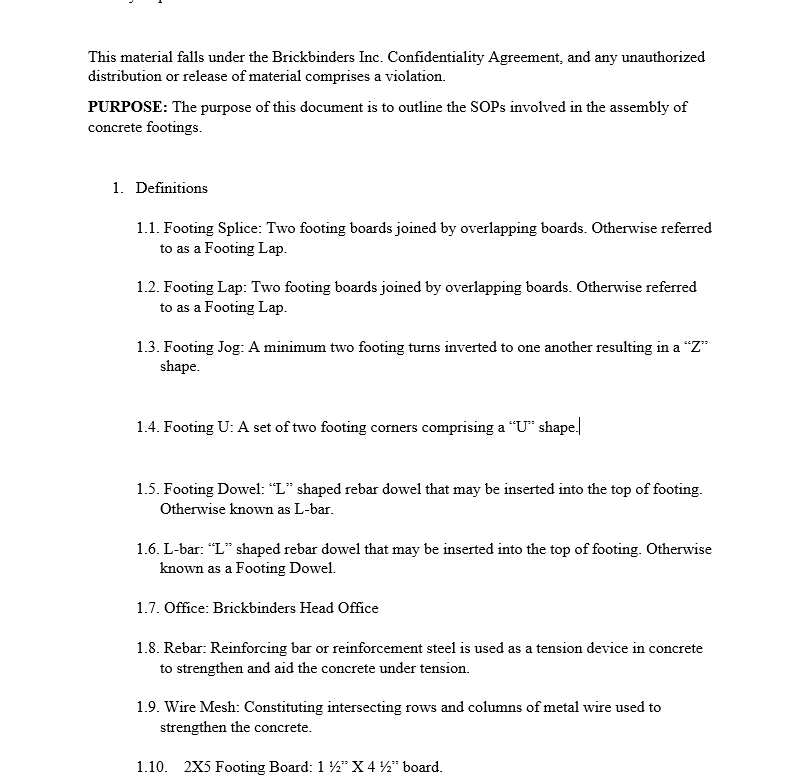 This material falls under the Brickbinders Inc. Confidentiality Agreement, and any unauthorized
distribution or release of material comprises a violation.
PURPOSE: The purpose of this document is to outline the SOPs involved in the assembly of
concrete footings.
1. Definitions
1.1. Footing Splice: Two footing boards joined by overlapping boards. Otherwise referred
to as a Footing Lap.
1.2. Footing Lap: Two footing boards joined by overlapping boards. Otherwise referred
to as a Footing Lap.
1.3. Footing Jog: A minimum two footing turns inverted to one another resulting in a “Z”
shape.
1.4. Footing U: A set of two footing corners comprising a “U” shape.
1.5. Footing Dowel: “L” shaped rebar dowel that may be inserted into the top of footing.
Otherwise known as L-bar.
1.6. L-bar: “L” shaped rebar dowel that may be inserted into the top of footing. Otherwise
known as a Footing Dowel.
1.7. Office: Brickbinders Head Office
1.8. Rebar: Reinforcing bar or reinforcement steel is used as a tension device in concrete
to strengthen and aid the concrete under tension.
1.9. Wire Mesh: Constituting intersecting rows and columns of metal wire used to
strengthen the concrete.
1.10. 2X5 Footing Board: 1 ½” X 4 ½” board.